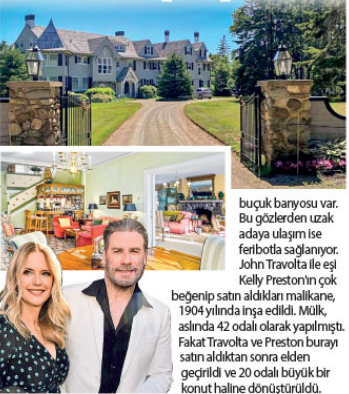 buçuk banyosu var.
Bu gözlerden uzak
adaya ulaşım ise
feribotla sağlanıyor.
John Travolta ile eşi
Kelly Preston'ın çok
beğenip satın aldıkları malikane,
1904 yılında inşa edildi. Mülk,
aslında 42 odalı olarak yapılmıştı.
Fakat Travolta ve Preston burayı
satın aldıktan sonra elden
geçirildi ve 20 odalı büyük bir
konut haline dönüştürüldü.